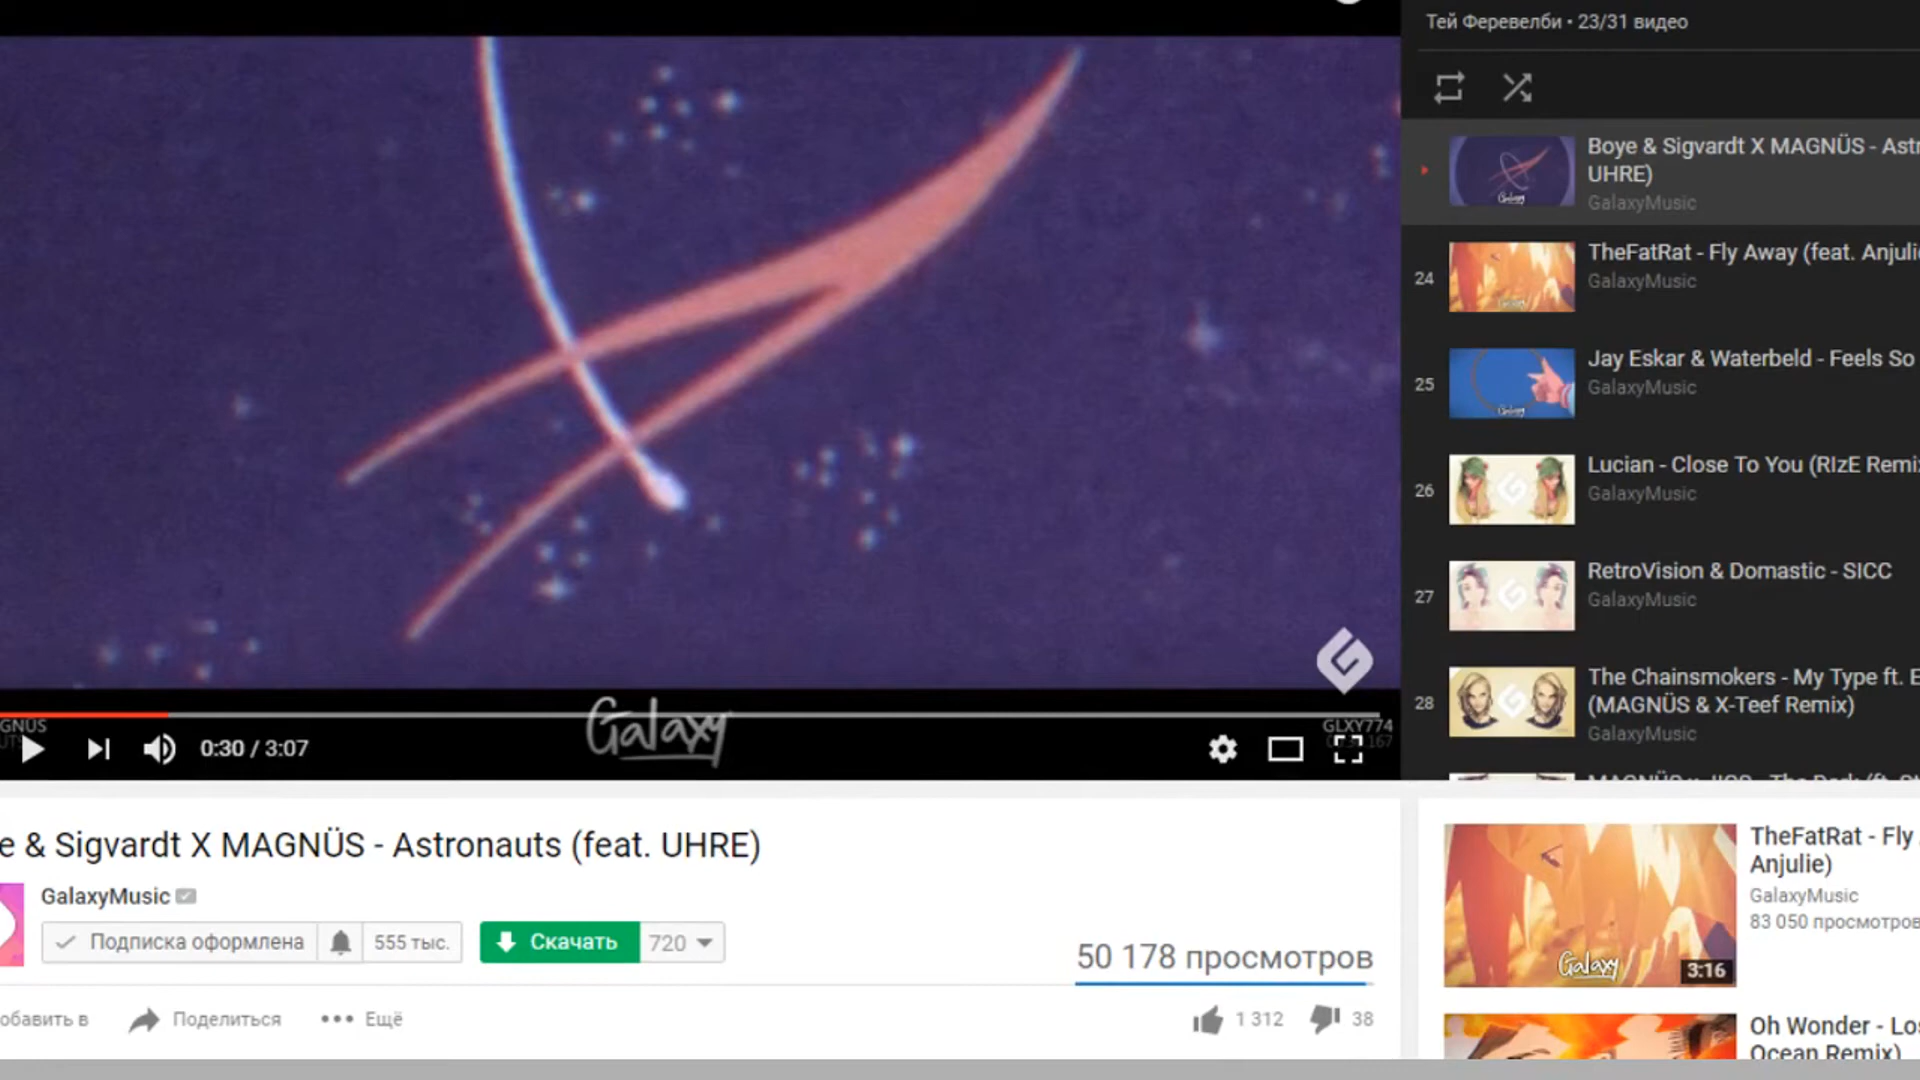 Тей Феревелби • 23/31 видео
Boye & Sigvardt X MAGNÜS -
UHRE)
Galaxy
GalaxyMusic
24
TheFatRat - Fly Away (feat.
GalaxyMusic
25
Jay Eskar & Waterbeld - Feels So
Galaxy
GalaxyMusic
26
Lucian - Close To You (RIzE
GalaxyMusic
27
RetroVision & Domastic - SICC
GalaxyMusic
28
The Chainsmokers - My Type ft.
(MAGNÜS & X-Teef Remix)
GalaxyMusic
GLXY774
Galaxy
0:30 / 3:07
& Sigvardt X MAGNÜS - Astronauts (feat. UHRE)
GalaxyMusic
Подписка оформлена 555 тыс. Скачать 720
50 178 просмотров
обавить в Поделиться Ещё 1 312 38
TheFatRat - Fly
Anjulie)
GalaxyMusic
83 050 просмотров
Galaxy
3:16
Oh Wonder -
Ocean Remix)